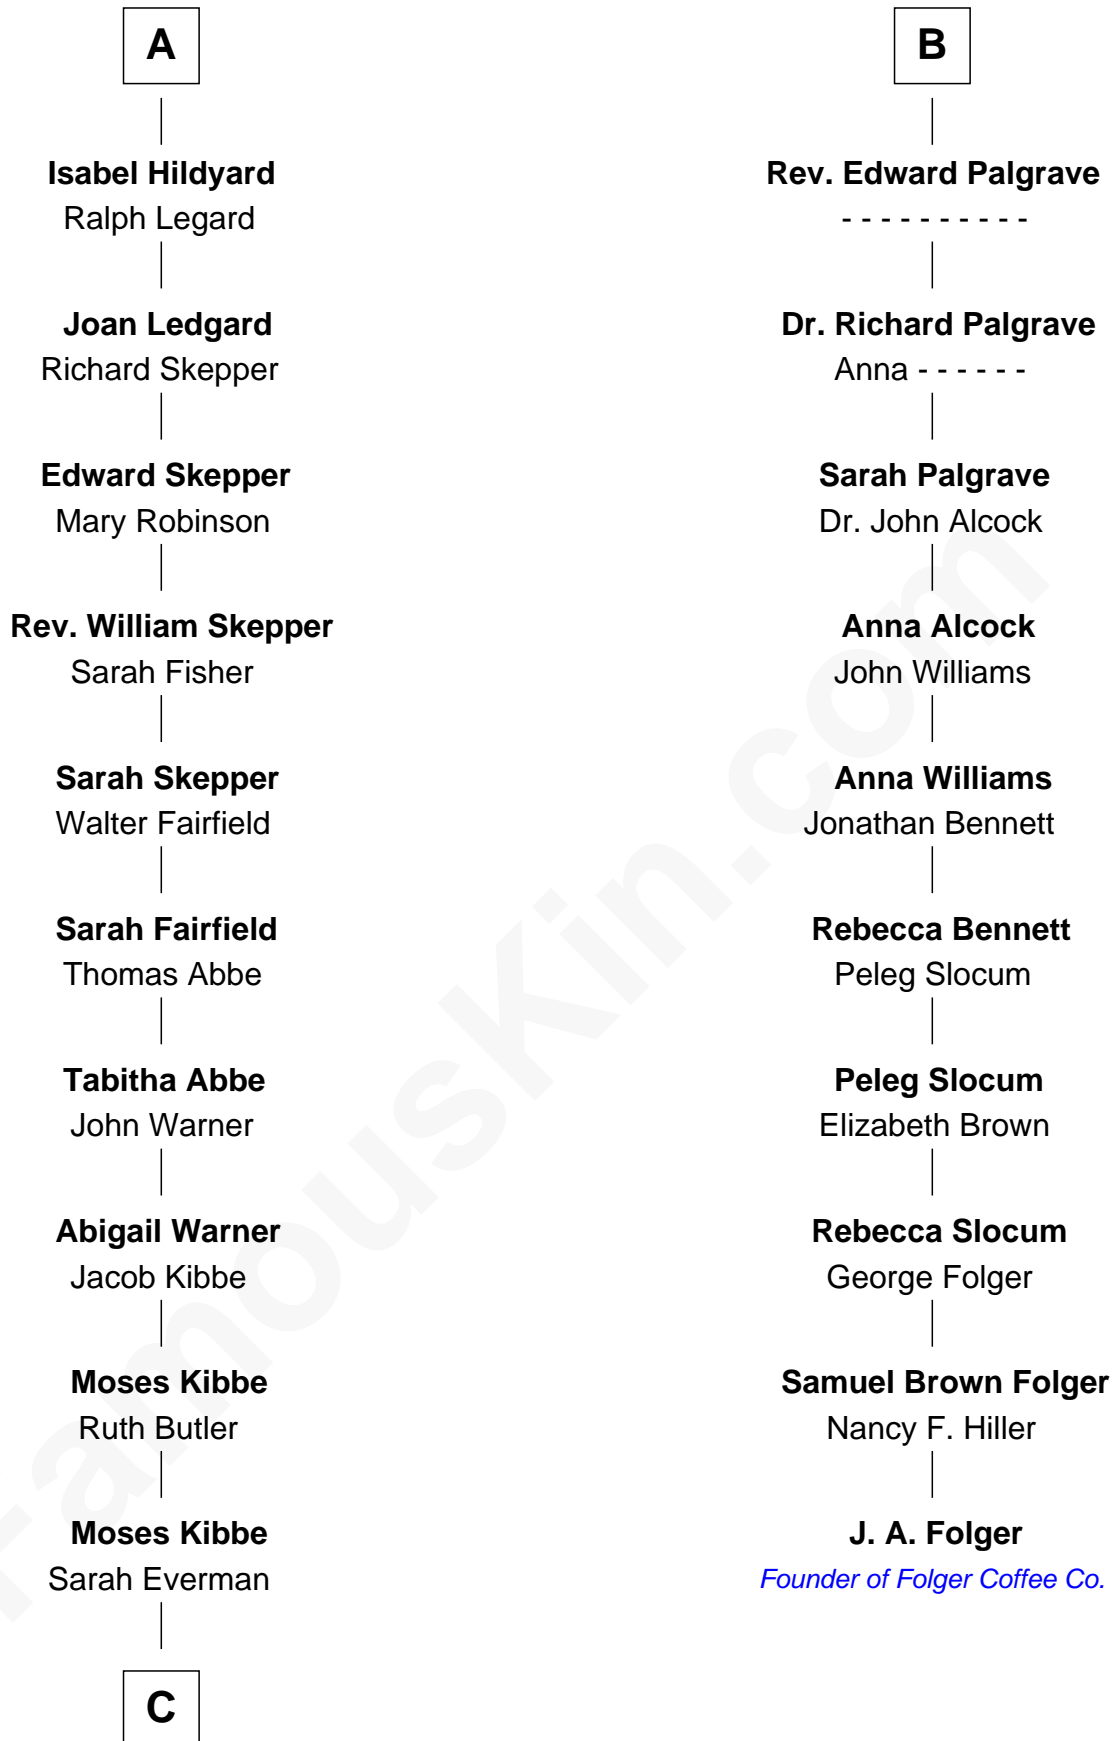 A
Isabel Hildyard
Ralph Legard
Joan Ledgard
Richard Skepper
Edward Skepper
Mary Robinson
Rev. William Skepper
Sarah Fisher
Sarah Skepper
Walter Fairfield
Sarah Fairfield
Thomas Abbe
Tabitha Abbe
John Warner
Abigail Warner
Jacob Kibbe
Moses Kibbe
Ruth Butler
Moses Kibbe
Sarah Everman
C
B
Rev. Edward Palgrave
- - - - - - - - - -
Dr. Richard Palgrave
Anna - - - - - -
Sarah Palgrave
Dr. John Alcock
Anna Alcock
John Williams
Anna Williams
Jonathan Bennett
Rebecca Bennett
Peleg Slocum
Peleg Slocum
Elizabeth Brown
Rebecca Slocum
George Folger
Samuel Brown Folger
Nancy F. Hiller
J. A. Folger
Founder of Folger Coffee Co.
FamousKin.com